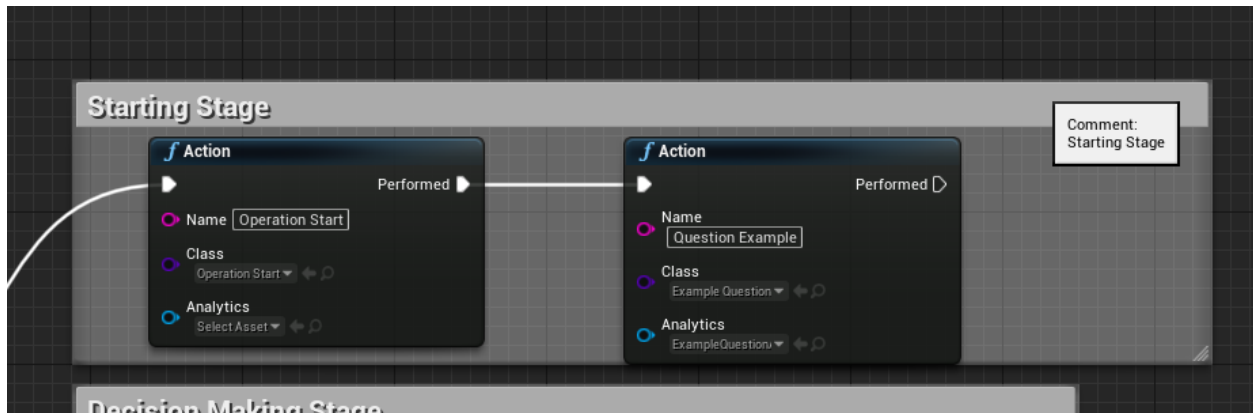 Starting Stage
Comment:
Starting Stage
f Action
Performed
Name Operation Start
Class
Operation Start
Analytics
Select Asset
f Action
Performed
Name
Question Example
Class
Example Question
Analytics
ExampleQuestion
Decision Making Stage